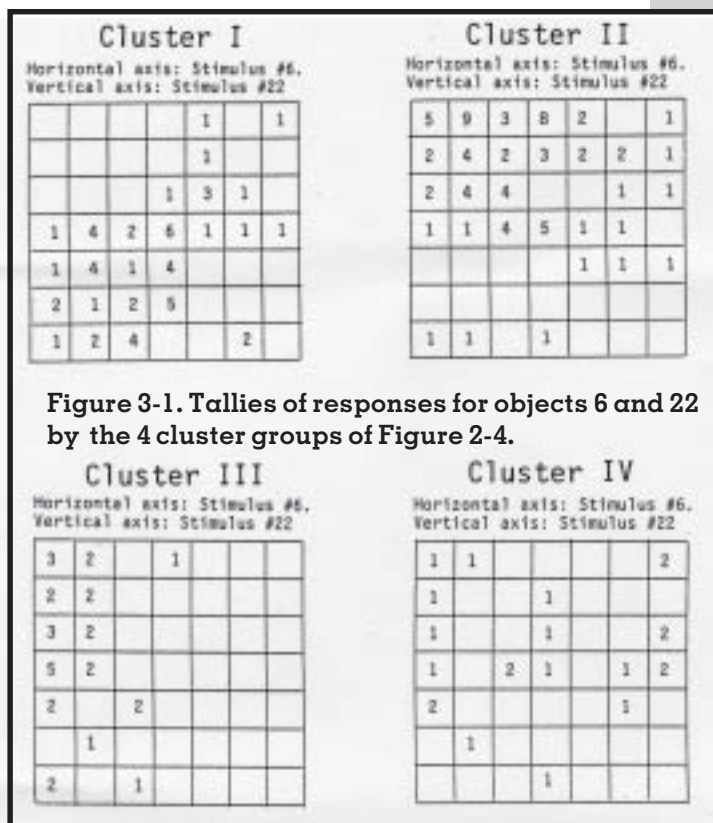 Cluster I
Horizontal axis: Stimulus #6.
Vertical axis: Stimulus #22
1 1
1
1 3 1
1 4 2 6 1 1 1
1 4 1 4
2 1 2 5
1 2 4 2
Cluster II
Horizontal axis: Stimulus #6.
Vertical axis: Stimulus #22
5 9 3 8 2 1
2 4 2 3 2 2 1
2 4 4 1 1
1 1 4 5 1 1
1 1 1
1 1 1
Figure 3-1. Tallies of responses for objects 6 and 22
by the 4 cluster groups of Figure 2-4.
Cluster III
Horizontal axis: Stimulus #6.
Vertical axis: Stimulus #22
3 2 1
2 2
3 2
5 2
2 2
1
2 1
Cluster IV
Horizontal axis: Stimulus #6.
Vertical axis: Stimulus #22
1 1 2
1 1
1 1 2
1 2 1 1 2
2 1
1
1